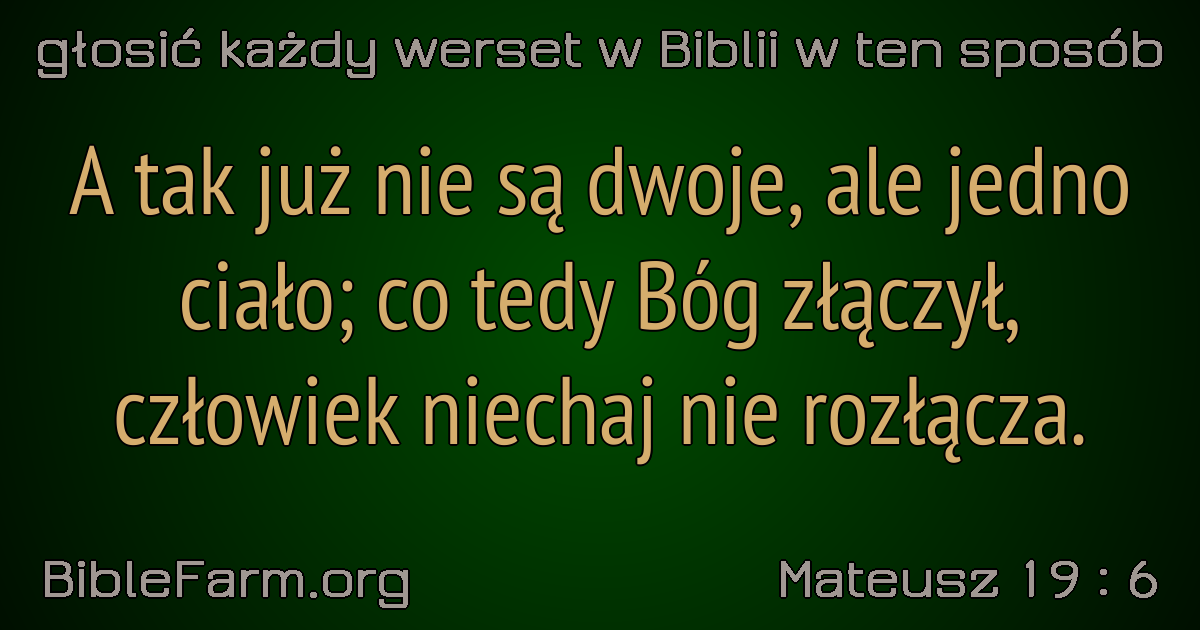 głosić każdy werset w Biblii w ten sposób
A tak już nie są dwoje, ale jedno
ciało; co tedy Bóg złączył,
człowiek niechaj nie rozłącza.
BibleFarm.org
Mateusz 19 : 6